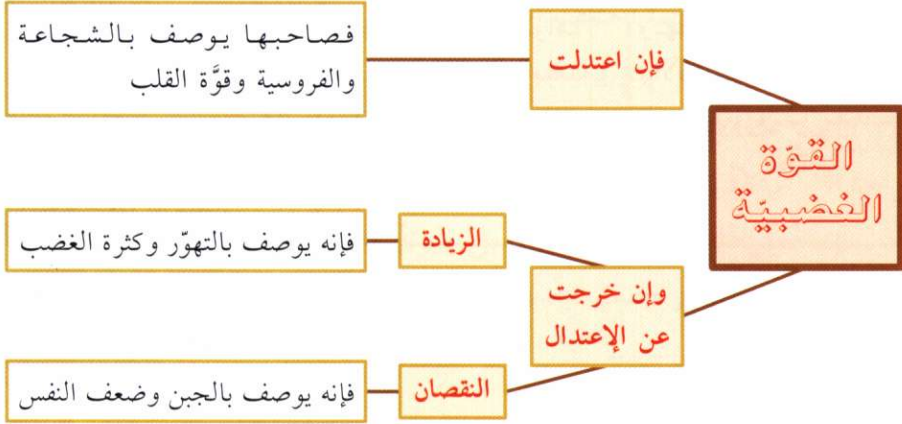 القوّة
الغضبيّة
فإن اعتدلت
فصاحبها يوصف بالشجاعة
والفروسية وقوَّة القلب
وإن خرجت
عن الإعتدال
الزيادة
فإنه يوصف بالتهوّر وكثرة الغضب
النقصان
فإنه يوصف بالجبن وضعف النفس